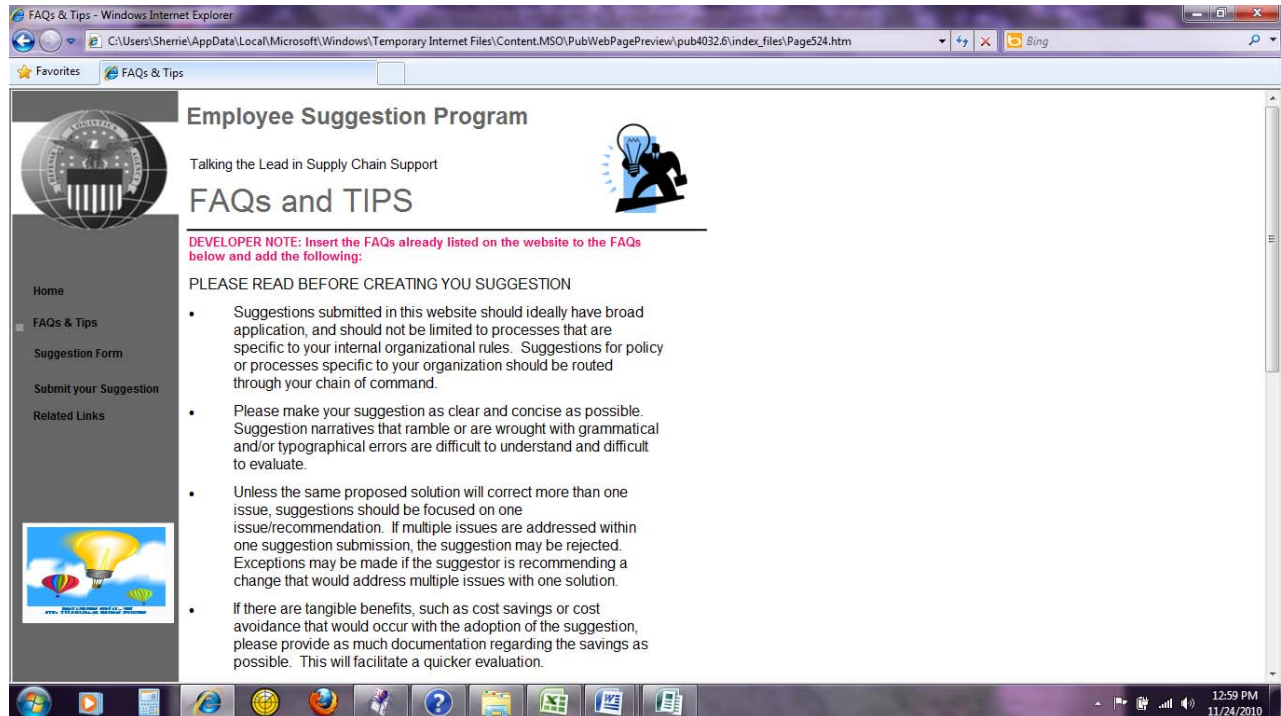 FAQs & Tips - Windows Internet Explorer
C:\Users\Sherrie\AppData\Local\Microsoft\Windows\Temporary Internet Files\Content.MSO\PubWebPagePreview\pub4032.6\index_files\Page524.htm
Bing
Favorites
FAQs & Tips
LOGISTICS
Employee Suggestion Program
Talking the Lead in Supply Chain Support
FAQs and TIPS
DEVELOPER NOTE: Insert the FAQs already listed on the website to the FAQs
below and add the following:
PLEASE READ BEFORE CREATING YOU SUGGESTION
Home
FAQs & Tips
Suggestion Form
Submit your Suggestion
Related Links
• Suggestions submitted in this website should ideally have broad
application, and should not be limited to processes that are
specific to your internal organizational rules. Suggestions for policy
or processes specific to your organization should be routed
through your chain of command.
• Please make your suggestion as clear and concise as possible.
Suggestion narratives that ramble or are wrought with grammatical
and/or typographical errors are difficult to understand and difficult
to evaluate.
• Unless the same proposed solution will correct more than one
issue, suggestions should be focused on one
issue/recommendation. If multiple issues are addressed within
one suggestion submission, the suggestion may be rejected.
Exceptions may be made if the suggestor is recommending a
change that would address multiple issues with one solution.
• If there are tangible benefits, such as cost savings or cost
avoidance that would occur with the adoption of the suggestion,
please provide as much documentation regarding the savings as
possible. This will facilitate a quicker evaluation.
12:59 PM
11/24/2010